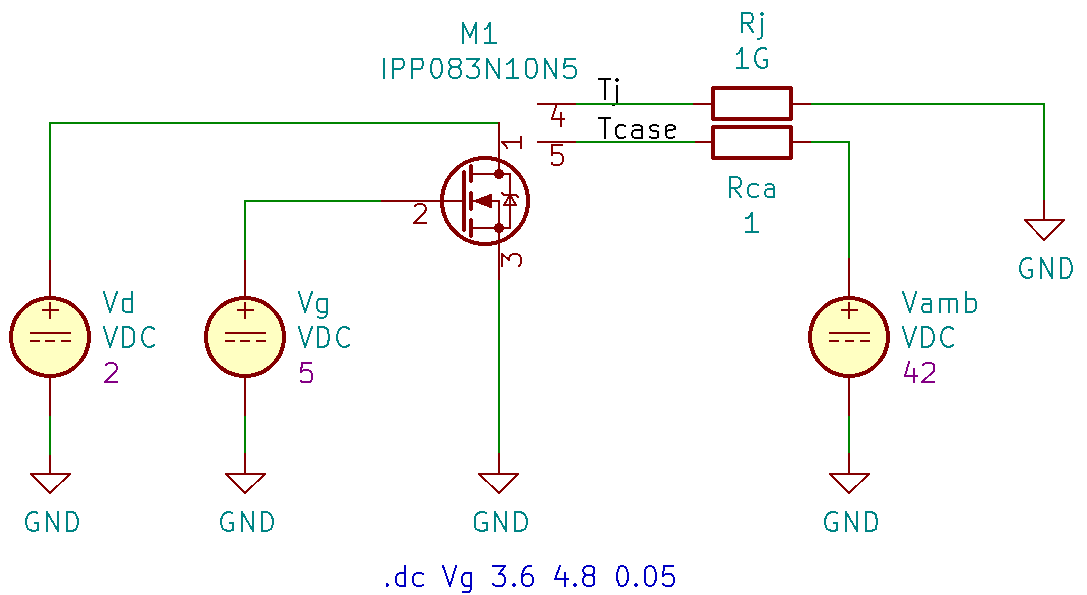 M1
IPP083N10N5
Rj
1G
Tj
4
Tcase
5
1
2
3
Rca
1
GND
Vd
VDC
2
Vg
VDC
5
Vamb
VDC
42
GND
GND
GND
GND
.dc Vg 3.6 4.8 0.05